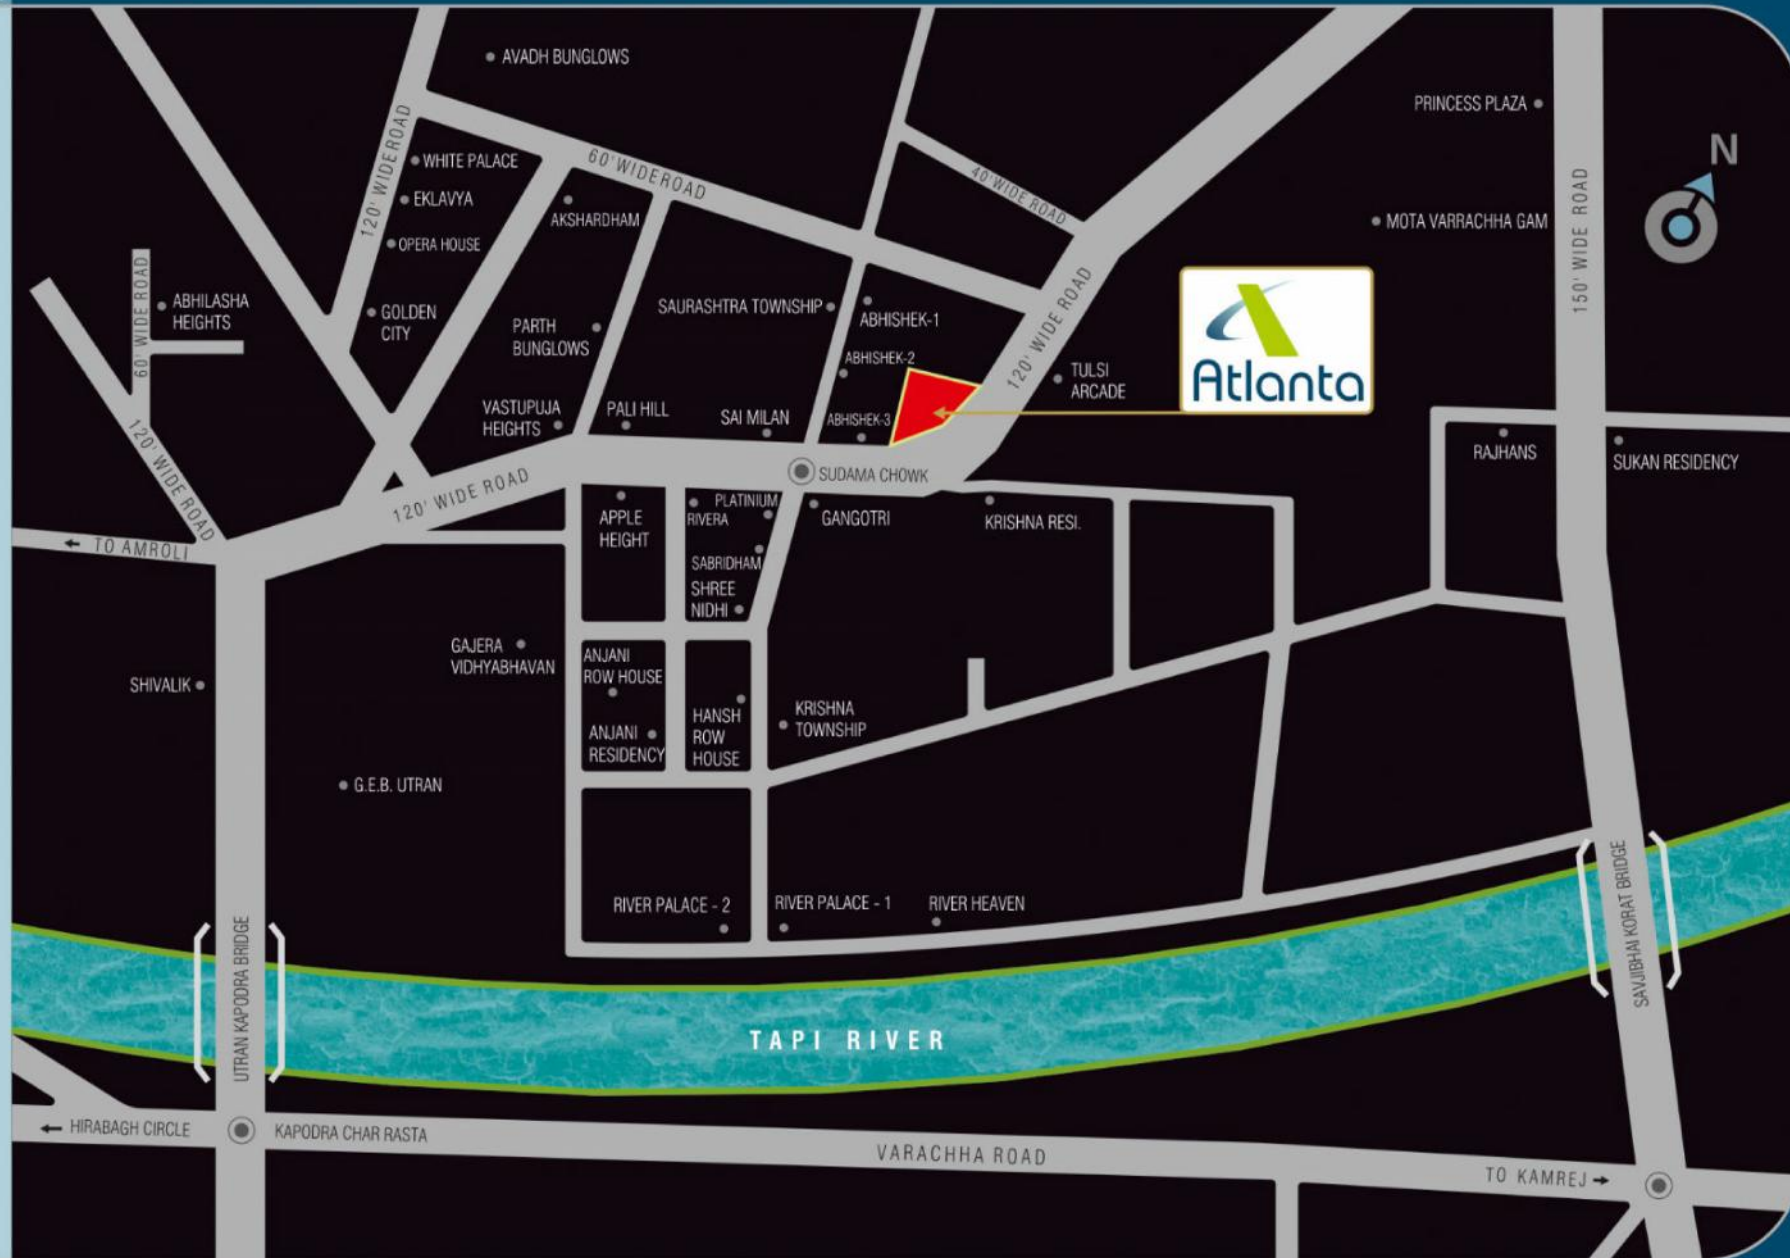 AVADH BUNGLOWS
PRINCESS PLAZA
N
120' WIDEROAD
WHITE PALACE
EKLAVYA
OPERA HOUSE
60' WIDEROAD
AKSHARDHAM
40' WIDE ROAD
MOTA VARRACHHA GAM
150' WIDE ROAD
60' WIDE ROAD
ABHILASHA
HEIGHTS
GOLDEN
CITY
PARTH
BUNGLOWS
SAURASHTRA TOWNSHIP
ABHISHEK-1
ABHISHEK-2
ABHISHEK-3
120' WIDE ROAD
TULSI
ARCADE
Atlanta
VASTUPUJA
HEIGHTS
PALI HILL
SAI MILAN
RAJHANS
SUKAN RESIDENCY
120' WIDE ROAD
120' WIDE ROAD
SUDAMA CHOWK
TO AMROLI
APPLE
HEIGHT
PLATINIUM
RIVERA
SABRIDHAM
SHREE
NIDHI
GANGOTRI
KRISHNA RESI.
GAJERA
VIDHYABHAVAN
ANJANI
ROW HOUSE
ANJANI
RESIDENCY
HANSH
ROW
HOUSE
KRISHNA
TOWNSHIP
SHIVALIK
G.E.B. UTRAN
RIVER PALACE - 2
RIVER PALACE - 1
RIVER HEAVEN
UTRAN KAPODRA BRIDGE
SAVJIBHAI KORAT BRIDGE
TAPI RIVER
HIRABAGH CIRCLE
KAPODRA CHAR RASTA
VARACHHA ROAD
TO KAMREJ